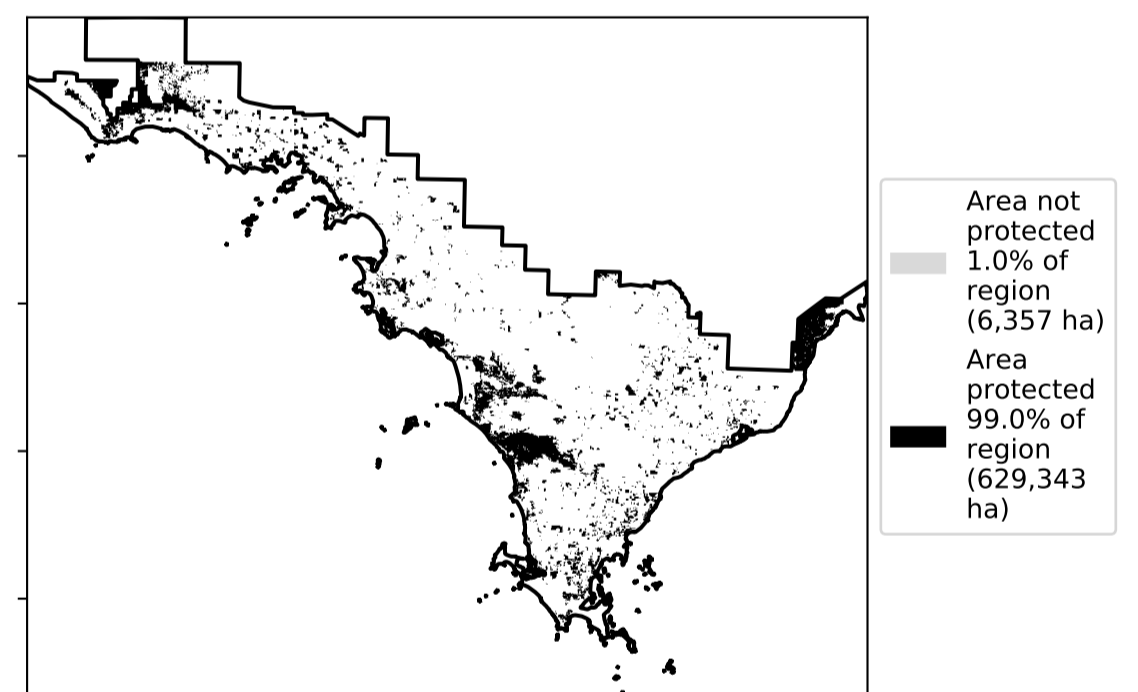 Area not
protected
1.0% of
region
(6,357 ha)
Area
protected
99.0% of
region
(629,343
ha)